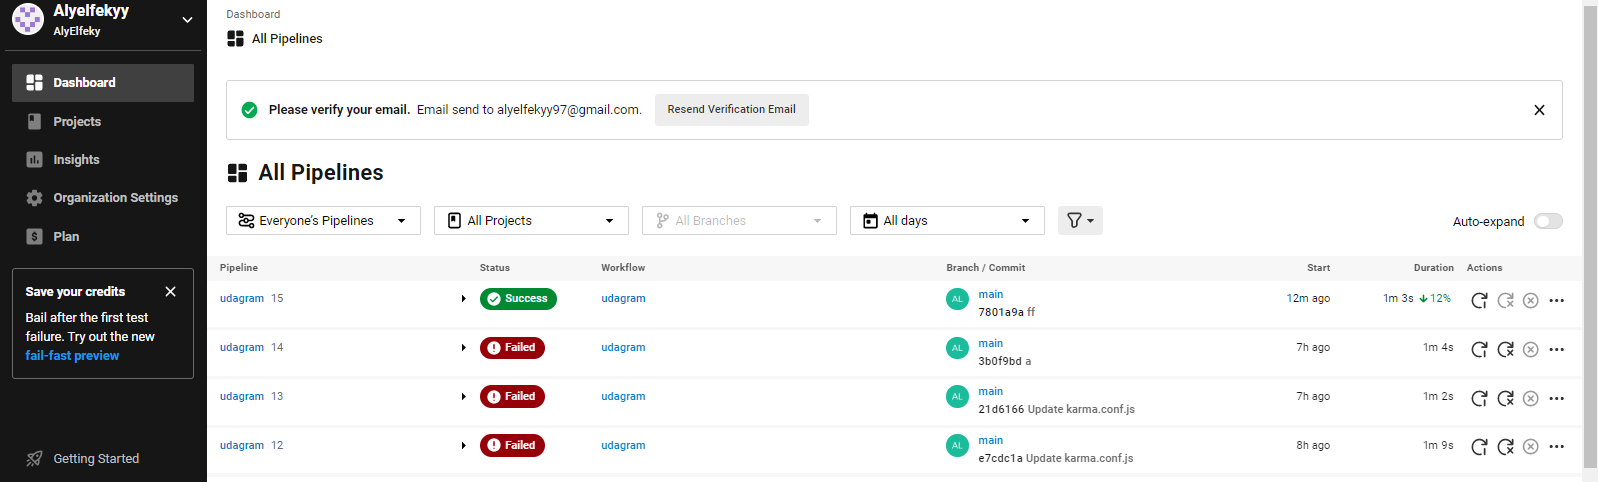 Alyelfekyy
AlyElfeky
Dashboard
Projects
Insights
Organization Settings
Plan
Save your credits
Bail after the first test
failure. Try out the new
fail-fast preview
Getting Started
Dashboard
All Pipelines
Please verify your email. Email send to alyelfekyy97@gmail.com. Resend Verification Email
All Pipelines
Everyone's Pipelines All Projects All Branches All days Auto-expand
Pipeline Status Workflow Branch / Commit Start Duration Actions
udagram 15 Success udagram AL main 12m ago 1m 3s 12%
7801a9a ff
udagram 14 Failed udagram AL main 7h ago 1m 4s
3b0f9bd a
udagram 13 Failed udagram AL main 7h ago 1m 2s
21d6166 Update karma.conf.js
udagram 12 Failed udagram AL main 8h ago 1m 9s
e7cdc1a Update karma.conf.js